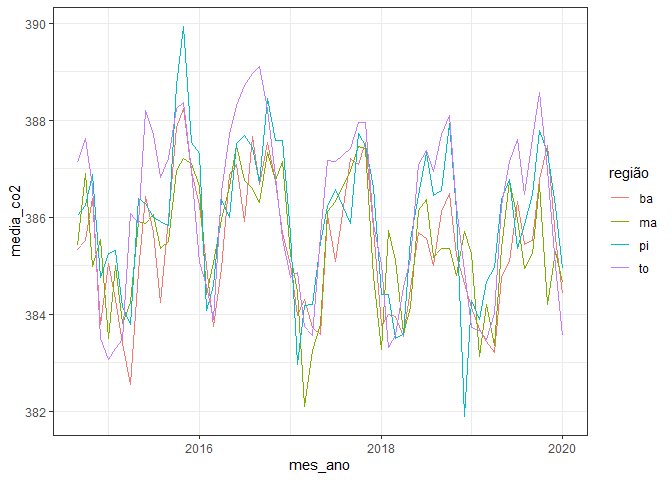 390
388
386
384
382
media_co2
2016
2018
2020
mes_ano
região
ba
ma
pi
to